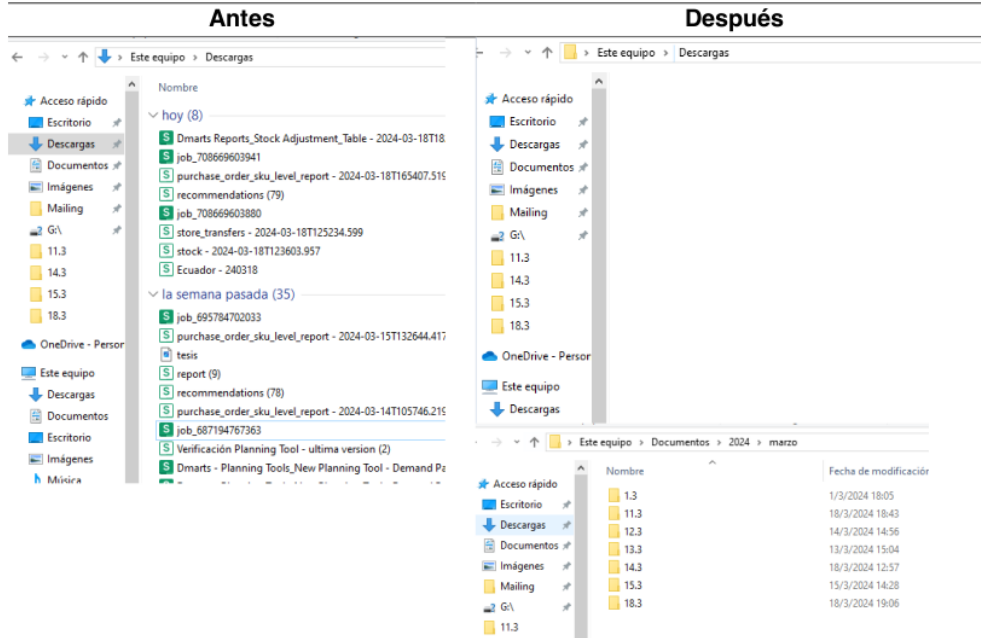 Antes
Después
Este equipo > Descargas
Acceso rápido
Escritorio
Descargas
Documentos
Imágenes
Mailing
G:\
11.3
14.3
15.3
18.3
OneDrive - Person
Este equipo
Descargas
Documentos
Escritorio
Imágenes
Música
Nombre
hoy (8)
Dmarts Reports_Stock Adjustment_Table - 2024-03-18T18.
job_708669603941
purchase_order_sku_level_report - 2024-03-18T165407.519
recommendations (79)
job_708669603880
store_transfers - 2024-03-18T125234.599
stock - 2024-03-18T123603.957
Ecuador - 240318
la semana pasada (35)
job_695784702033
purchase_order_sku_level_report - 2024-03-15T132644.417
tesis
report (9)
recommendations (78)
purchase_order_sku_level_report - 2024-03-14T105746.219
job_687194767363
Verificación Planning Tool - ultima version (2)
Dmarts - Planning Tools_New Planning Tool - Demand Pa
Este equipo > Descargas
Acceso rápido
Escritorio
Descargas
Documentos
Imágenes
Mailing
G:\
11.3
14.3
15.3
18.3
OneDrive - Person
Este equipo
Descargas
Este equipo > Documentos > 2024 > marzo
Acceso rápido
Escritorio
Descargas
Documentos
Imágenes
Mailing
G:\
11.3
Nombre Fecha de modificación
1.3 1/3/2024 18:05
11.3 18/3/2024 18:43
12.3 14/3/2024 14:56
13.3 13/3/2024 15:04
14.3 18/3/2024 12:57
15.3 15/3/2024 14:28
18.3 18/3/2024 19:06